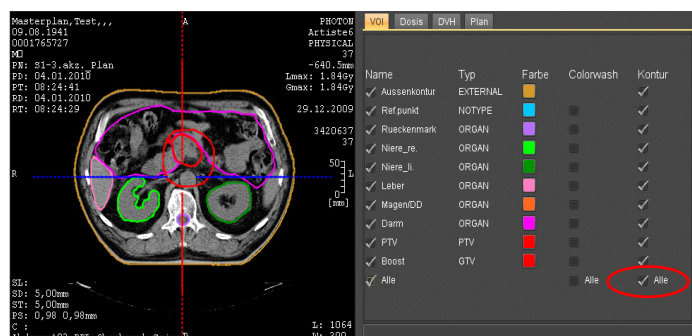 Masterplan,Test,,,
09.08.1941
0001765727
PN: S1-3.akz. Plan
PD: 04.01.2010
PT: 08:24:41
RD: 04.01.2010
RT: 08:24:29
A
PHOTON
Artiste6
PHYSICAL
37
-640.5mm
Lmax: 1.84Gy
Gmax: 1.84Gy
29.12.2009
3420637
37
50
0
[mm]
R
L
SL:
SD: 5,00mm
ST: 5,00mm
PS: 0,98 0,98mm
C :
L: 1064
VOI Dosis DVH Plan
Name Typ Farbe Colorwash Kontur
Aussenkontur EXTERNAL
Ref.punkt NOTYPE
Rueckenmark ORGAN
Niere_re. ORGAN
Niere_li. ORGAN
Leber ORGAN
Magen/DD ORGAN
Darm ORGAN
PTV PTV
Boost GTV
Alle Alle Alle